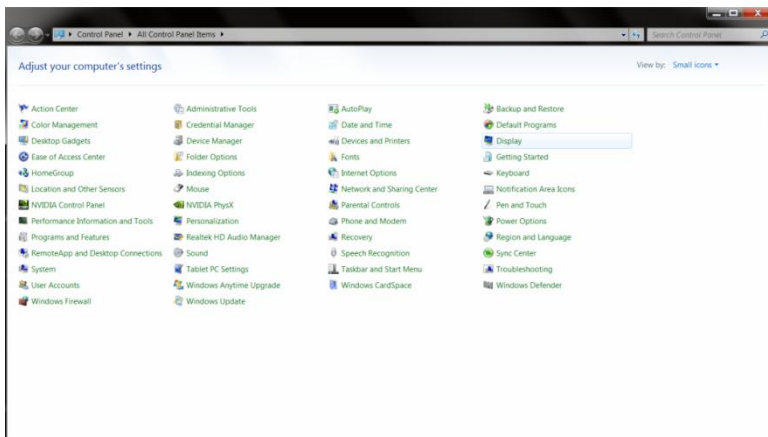 Control Panel All Control Panel Items Search Control Panel
Adjust your computer's settings View by: Small icons
Action Center Administrative Tools AutoPlay Backup and Restore
Color Management Credential Manager Date and Time Default Programs
Desktop Gadgets Device Manager Devices and Printers Display
Ease of Access Center Folder Options Fonts Getting Started
HomeGroup Indexing Options Internet Options Keyboard
Location and Other Sensors Mouse Network and Sharing Center Notification Area Icons
NVIDIA Control Panel NVIDIA PhysX Parental Controls Pen and Touch
Performance Information and Tools Personalization Phone and Modem Power Options
Programs and Features Realtek HD Audio Manager Recovery Region and Language
RemoteApp and Desktop Connections Sound Speech Recognition Sync Center
System Tablet PC Settings Taskbar and Start Menu Troubleshooting
User Accounts Windows Anytime Upgrade Windows CardSpace Windows Defender
Windows Firewall Windows Update